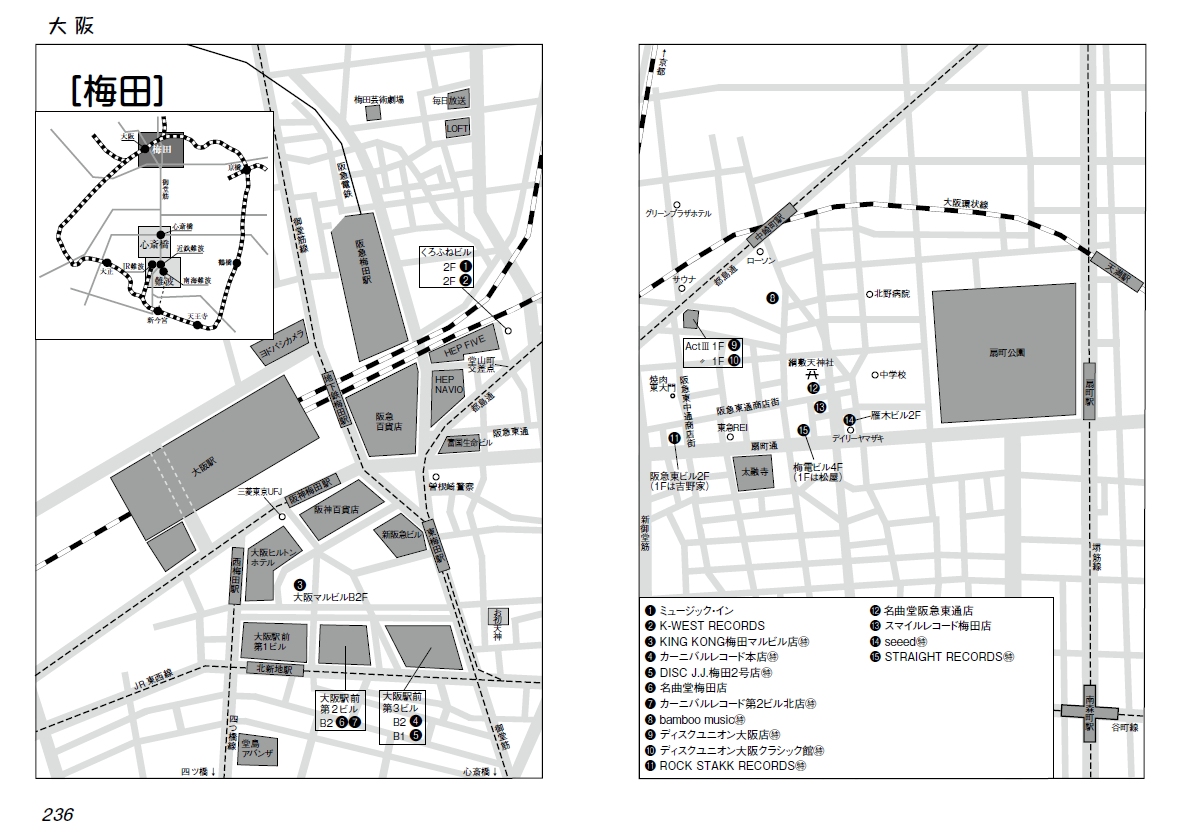 大阪
[梅田]
大阪
梅田
京橋
御堂筋
心斎橋
心斎橋
近鉄難波
JR難波
大正
難波
南海難波
鶴橋
新今宮
天王寺
梅田芸術劇場
毎日放送
LOFT
阪急電鉄
御堂筋線
阪急梅田駅
くろふねビル
2F ❶
2F ❷
ヨドバシカメラ
HEP FIVE
堂山町
交差点
HEP
NAVIO
地下鉄梅田駅
都島通
阪急
百貨店
阪急東通
富国生命ビル
大阪駅
曽根崎警察
三菱東京UFJ
阪神梅田駅
阪神百貨店
新阪急ビル
東梅田駅
西梅田駅
大阪ヒルトン
ホテル
❸
大阪マルビルB2F
お初天神
大阪駅前
第1ビル
北新地駅
JR東西線
大阪駅前
第2ビル
B2 ❻❼
大阪駅前
第3ビル
B2 ❹
B1 ❺
四つ橋線
堂島
アバンザ
御堂筋
四ツ橋↓
心斎橋↓
↑京都
グリーンプラザホテル
中崎町駅
大阪環状線
天満駅
ローソン
サウナ
都島通
❽
北野病院
ActⅢ 1F ❾
〃 1F ❿
扇町公園
綱敷天神社
⓬
中学校
焼肉
東大門
阪急東中通商店街
扇町駅
阪急東通商店街
⓭
⓮
雁木ビル2F
東急REI
⓫
⓯
デイリーヤマザキ
扇町通
阪急東ビル2F
(1Fは吉野家)
太融寺
梅電ビル4F
(1Fは松屋)
新御堂筋
堺筋線
南森町駅
谷町線
❶ ミュージック・イン
❷ K-WEST RECORDS
❸ KING KONG梅田マルビル店㊕
❹ カーニバルレコード本店㊕
❺ DISC J.J.梅田2号店㊕
❻ 名曲堂梅田店
❼ カーニバルレコード第2ビル北店㊕
❽ bamboo music㊕
❾ ディスクユニオン大阪店㊕
❿ ディスクユニオン大阪クラシック館㊕
⓫ ROCK STAKK RECORDS㊕
⓬ 名曲堂阪急東通店
⓭ スマイルレコード梅田店
⓮ seeed㊕
⓯ STRAIGHT RECORDS㊕
236